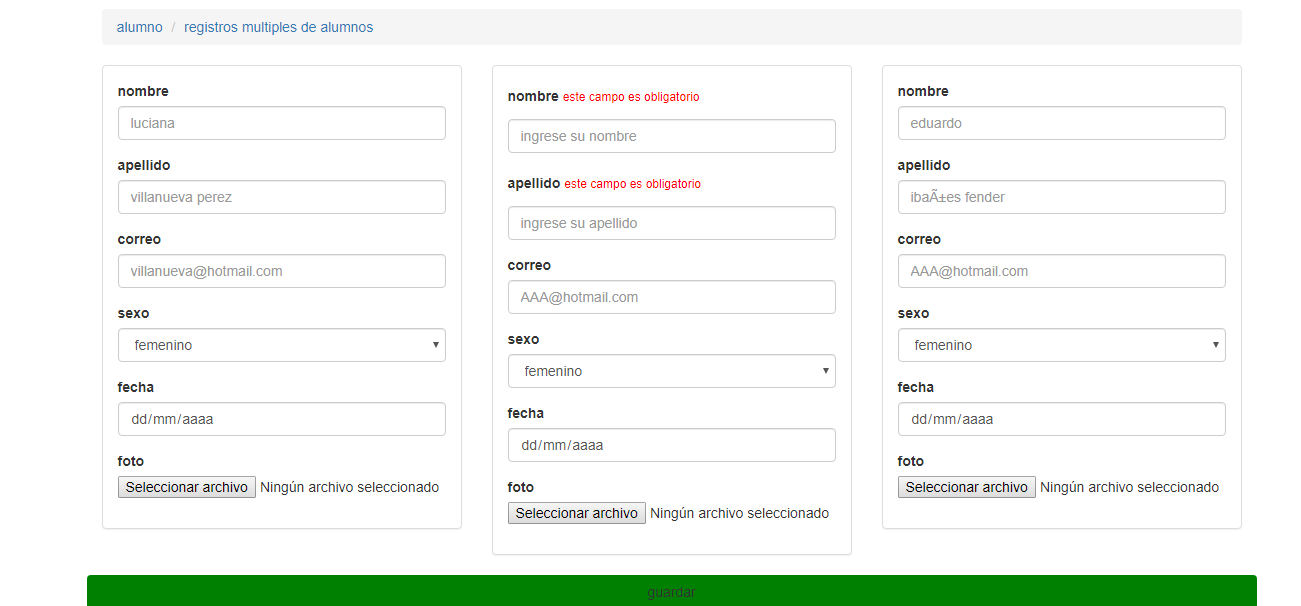 alumno / registros multiples de alumnos
nombre
luciana
apellido
villanueva perez
correo
villanueva@hotmail.com
sexo
femenino
fecha
dd/mm/aaaa
foto
Seleccionar archivo Ningún archivo seleccionado
nombre este campo es obligatorio
ingrese su nombre
apellido este campo es obligatorio
ingrese su apellido
correo
AAA@hotmail.com
sexo
femenino
fecha
dd/mm/aaaa
foto
Seleccionar archivo Ningún archivo seleccionado
nombre
eduardo
apellido
ibaÃ±es fender
correo
AAA@hotmail.com
sexo
femenino
fecha
dd/mm/aaaa
foto
Seleccionar archivo Ningún archivo seleccionado
guardar